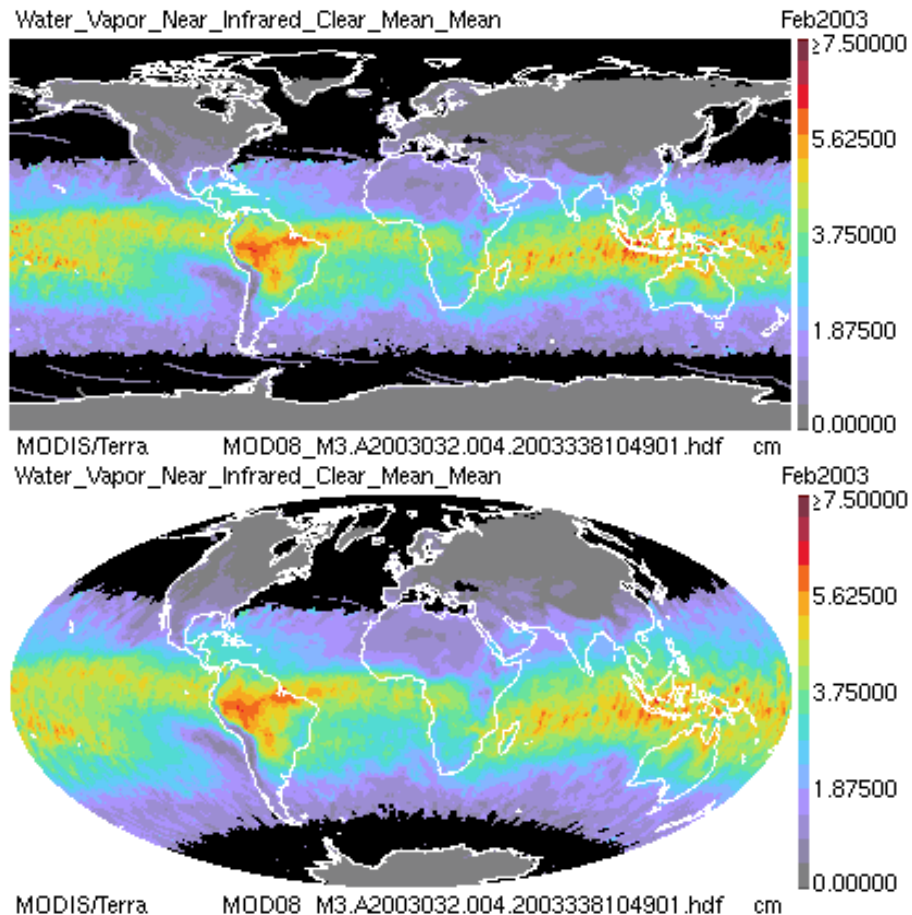 Water_Vapor_Near_Infrared_Clear_Mean_Mean Feb2003
≥7.50000
5.62500
3.75000
1.87500
0.00000
MODIS/Terra MOD08_M3.A2003032.004.2003338104901.hdf cm
Water_Vapor_Near_Infrared_Clear_Mean_Mean Feb2003
≥7.50000
5.62500
3.75000
1.87500
0.00000
MODIS/Terra MOD08_M3.A2003032.004.2003338104901.hdf cm